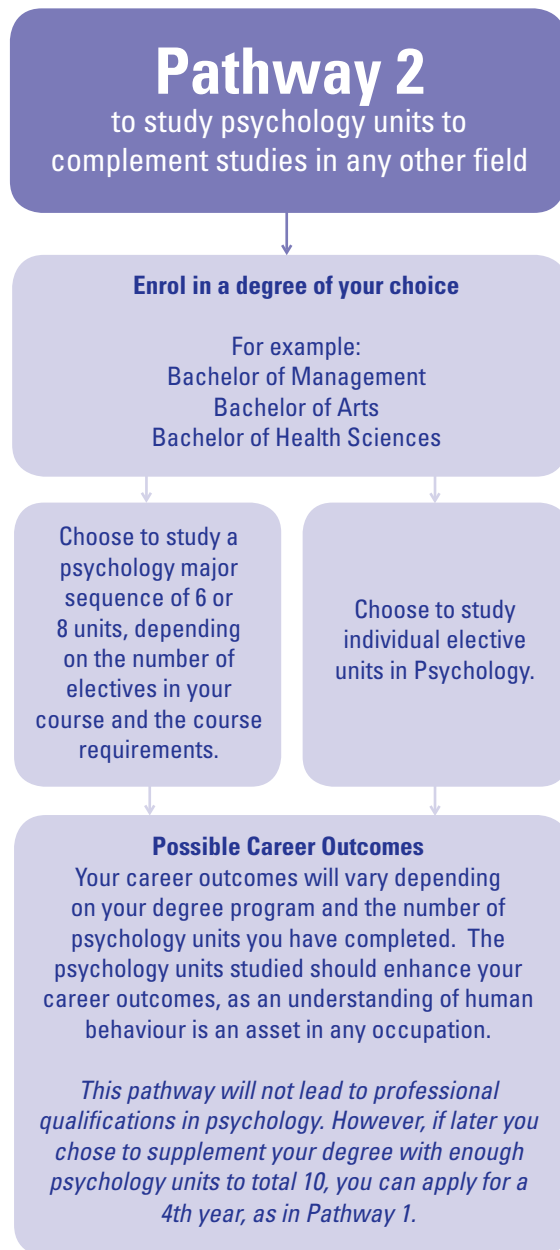 Pathway 2
to study psychology units to
complement studies in any other field
Enrol in a degree of your choice
For example:
Bachelor of Management
Bachelor of Arts
Bachelor of Health Sciences
Choose to study a
psychology major
sequence of 6 or
8 units, depending
on the number of
electives in your
course and the course
requirements.
Choose to study
individual elective
units in Psychology.
Possible Career Outcomes
Your career outcomes will vary depending
on your degree program and the number of
psychology units you have completed.  The
psychology units studied should enhance your
career outcomes, as an understanding of human
behaviour is an asset in any occupation.
This pathway will not lead to professional
qualifications in psychology. However, if later you
chose to supplement your degree with enough
psychology units to total 10, you can apply for a
4th year, as in Pathway 1.